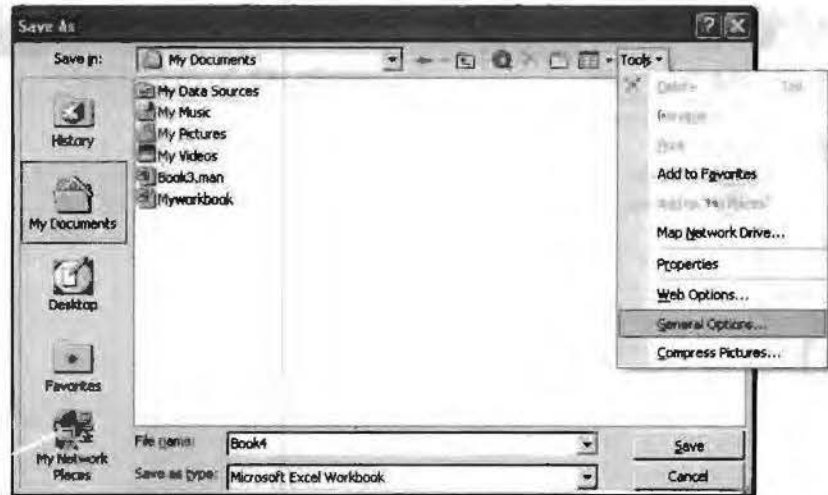 Save As
Save in:
My Documents
Tools
My Data Sources
My Music
My Pictures
My Videos
Book3.man
Myworkbook
History
My Documents
Desktop
Favorites
My Network
Places
Delete
Add to Favorites
Map Network Drive...
Properties
Web Options...
General Options...
Compress Pictures...
File name:
Book4
Save
Save as type:
Microsoft Excel Workbook
Cancel